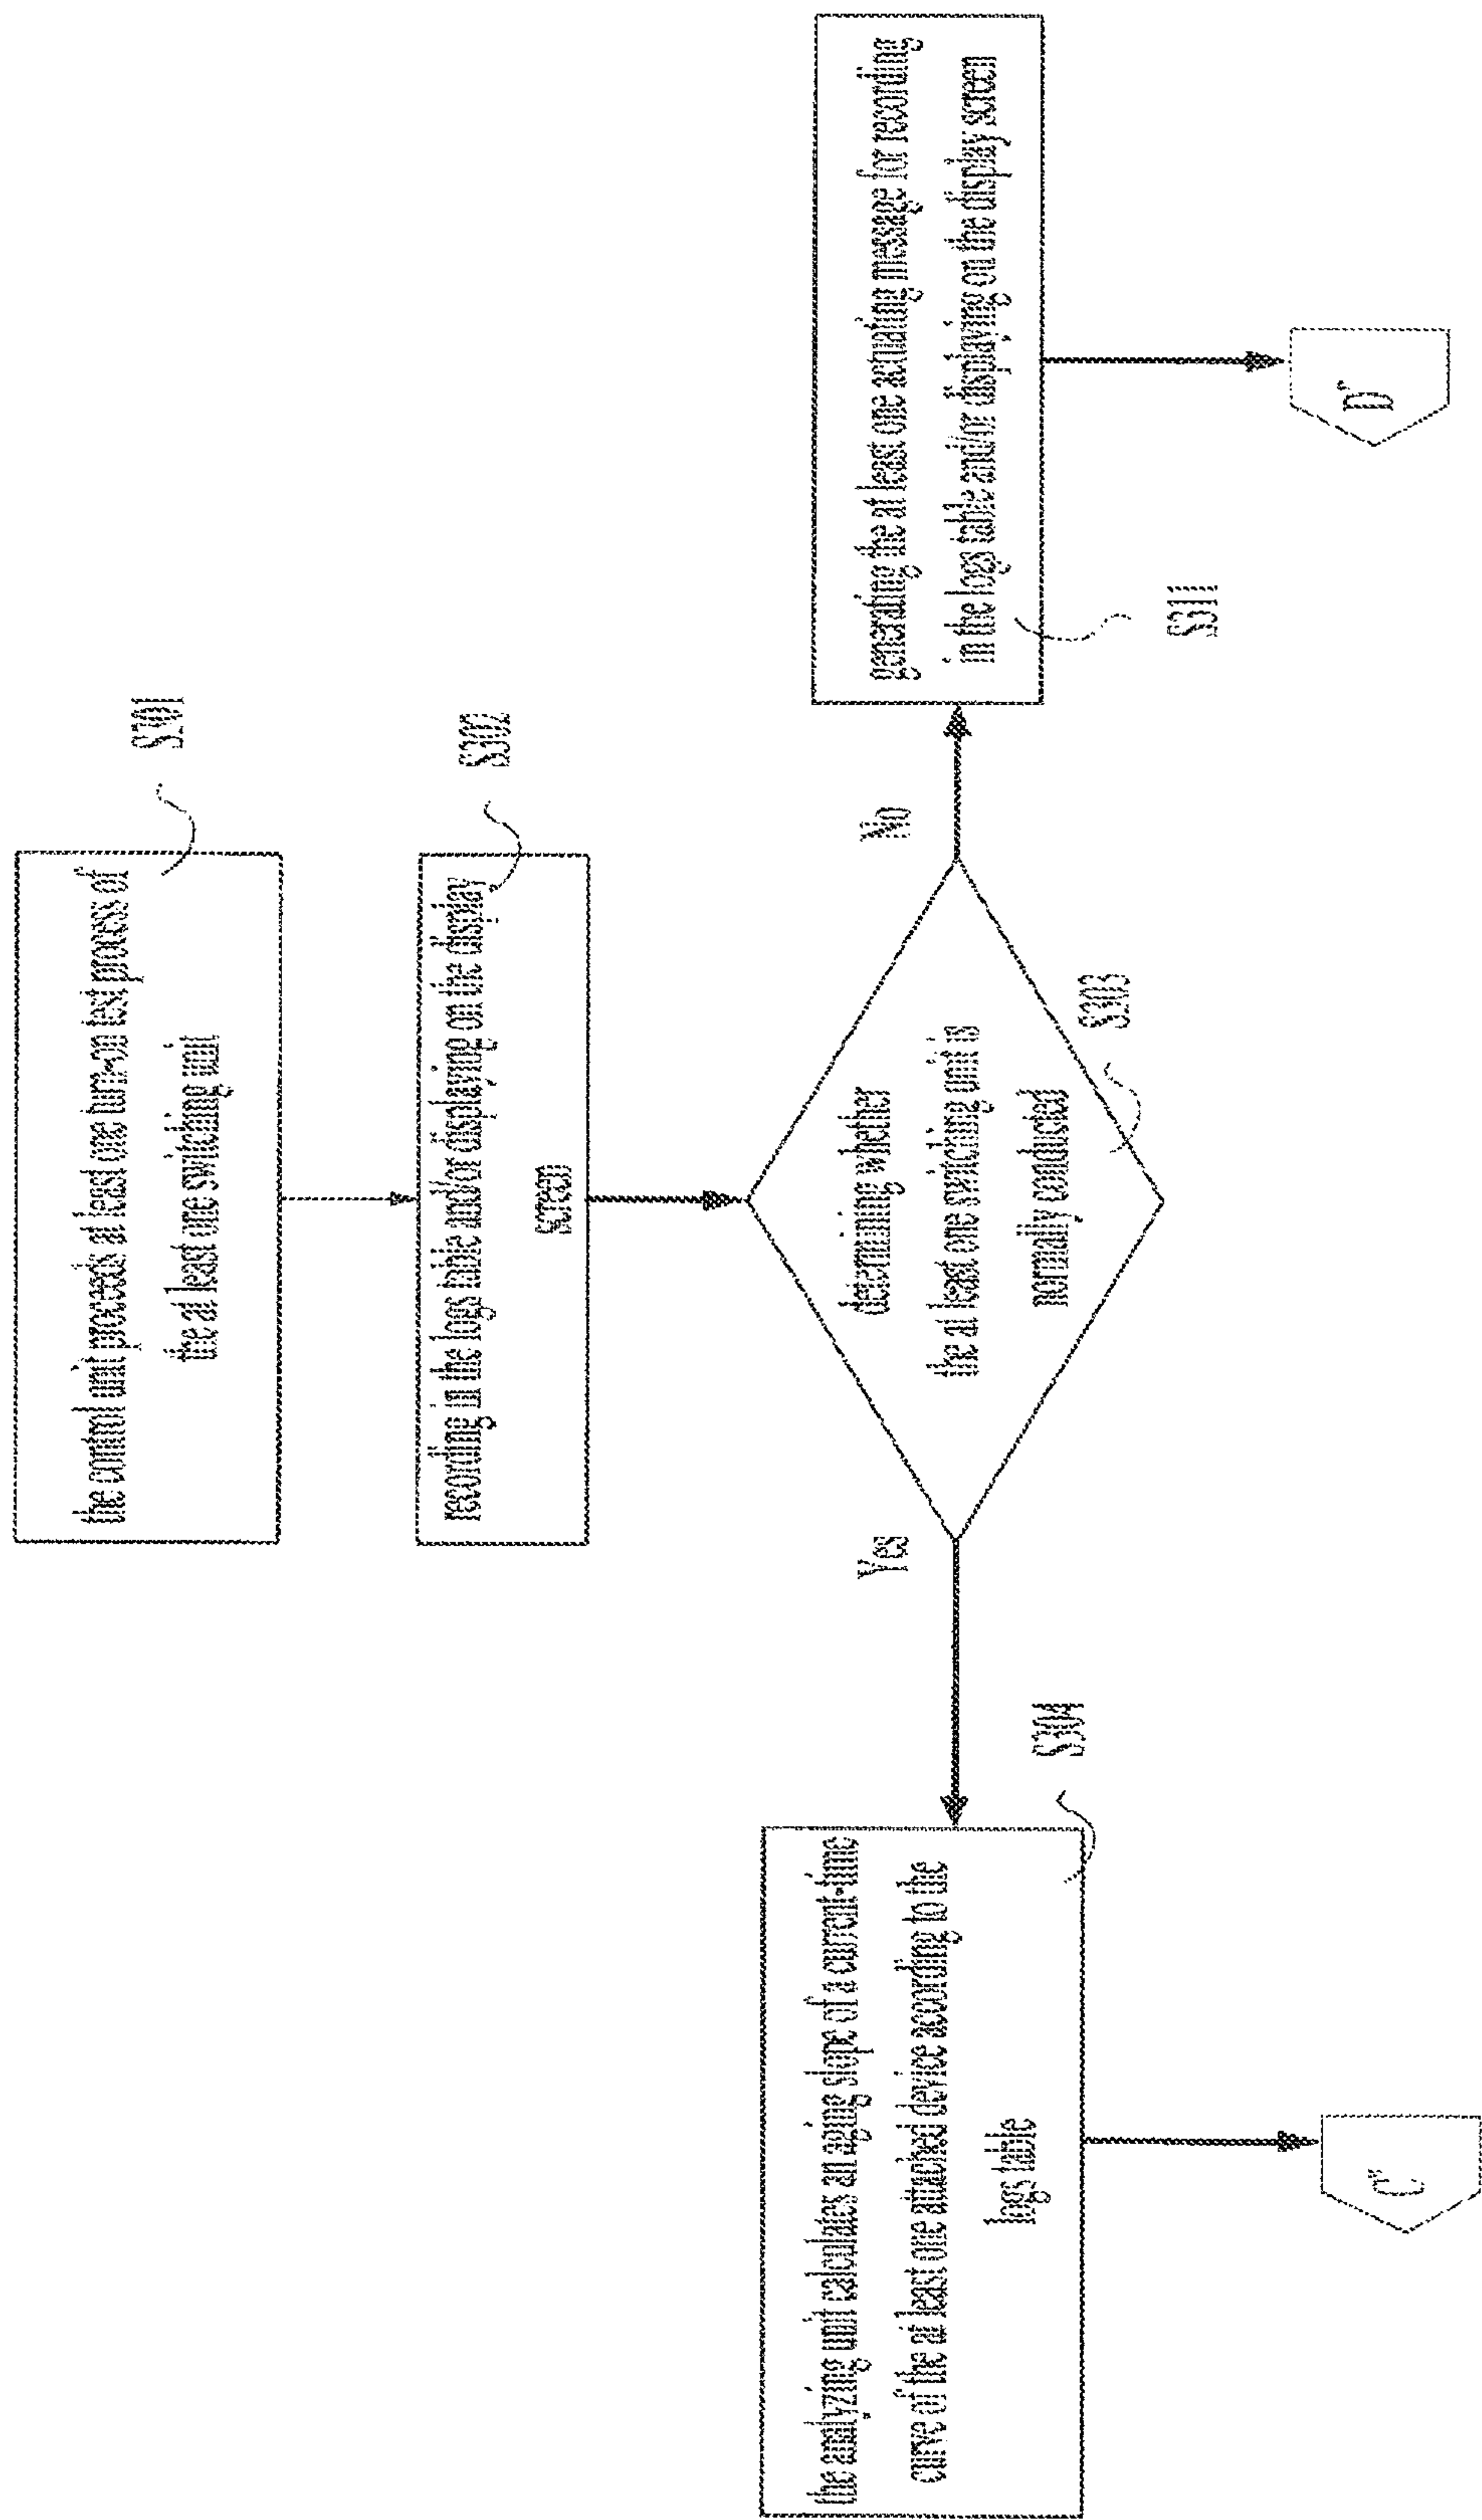 the control unit proceeds at least one turn-on test process of
the at least one switching unit
S301
recording in the logs table and/or displaying on the display
screen
S302
determining whether
the at least one switching unit is
normally conducted
S303
Yes
No
the analyzing unit calculates an aging slope of a current-time
curve of the at least one attached device according to the
logs table
S304
generating the at least one actuating message for recording
in the logs table and/or displaying on the display screen
S311
C'
D'